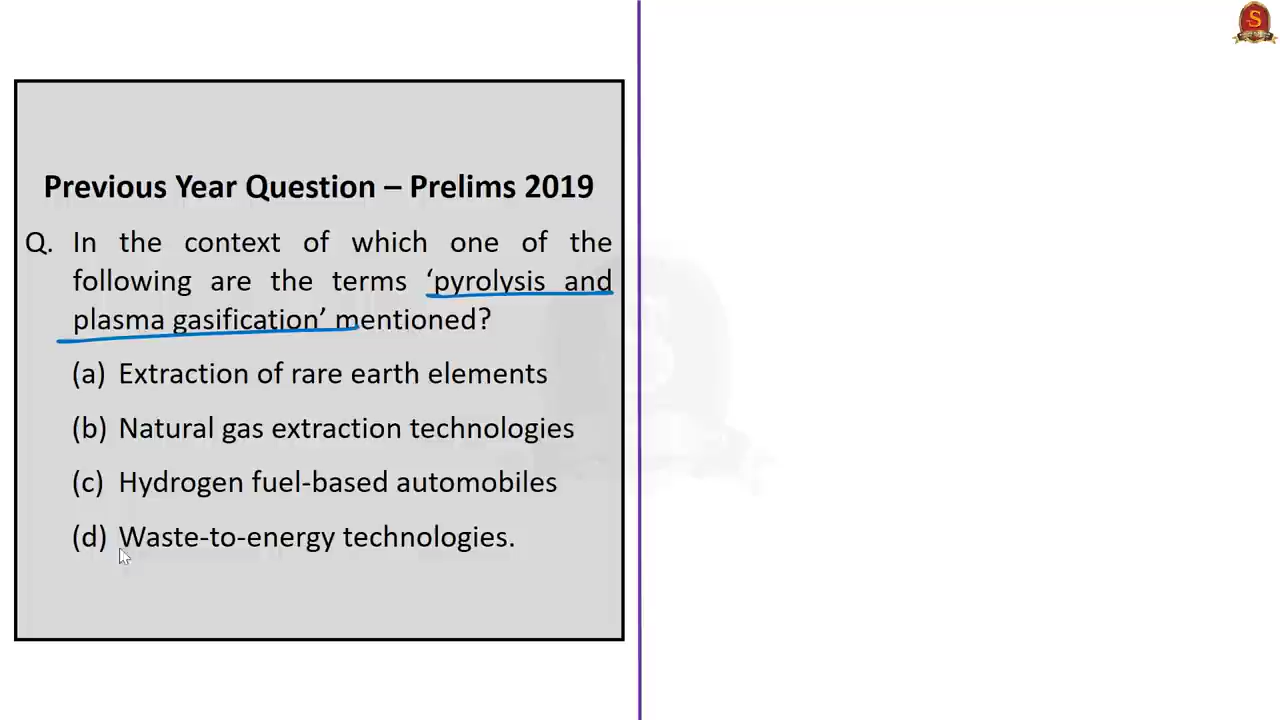 S
Previous Year Question – Prelims 2019
Q. In the context of which one of the
following are the terms ‘pyrolysis and
plasma gasification’ mentioned?
(a) Extraction of rare earth elements
(b) Natural gas extraction technologies
(c) Hydrogen fuel-based automobiles
(d) Waste-to-energy technologies.